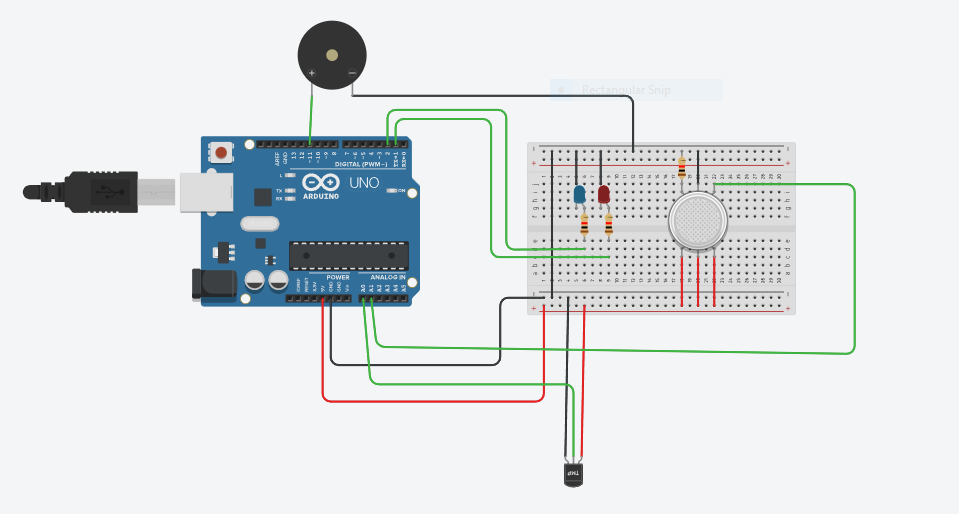 Rectangular Snip
AREF
GND
13
12
~11
~10
~9
8
7
~6
~5
4
~3
2
TX→1
RX←0
DIGITAL (PWM~)
L
TX
RX
UNO
ON
ARDUINO
POWER
ANALOG IN
IOREF
RESET
3.3V
5V
GND
GND
Vin
A0
A1
A2
A3
A4
A5
TMP